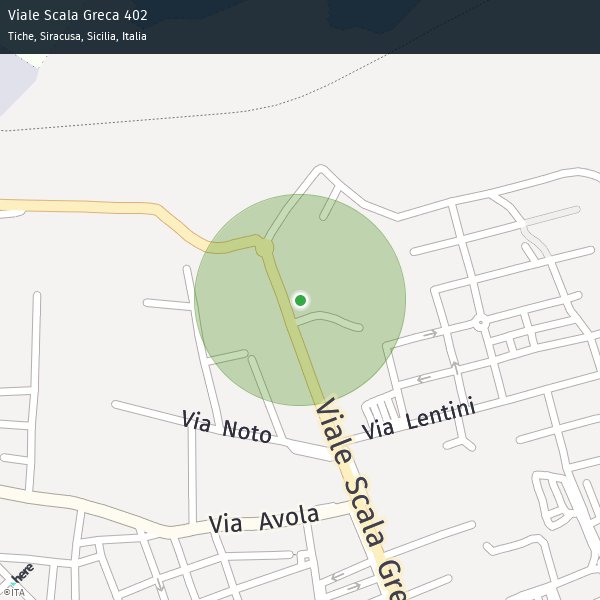 Viale Scala Greca 402
Tiche, Siracusa, Sicilia, Italia
Via Noto
Via Lentini
Viale Scala Gre
Via Avola
here
©ITA